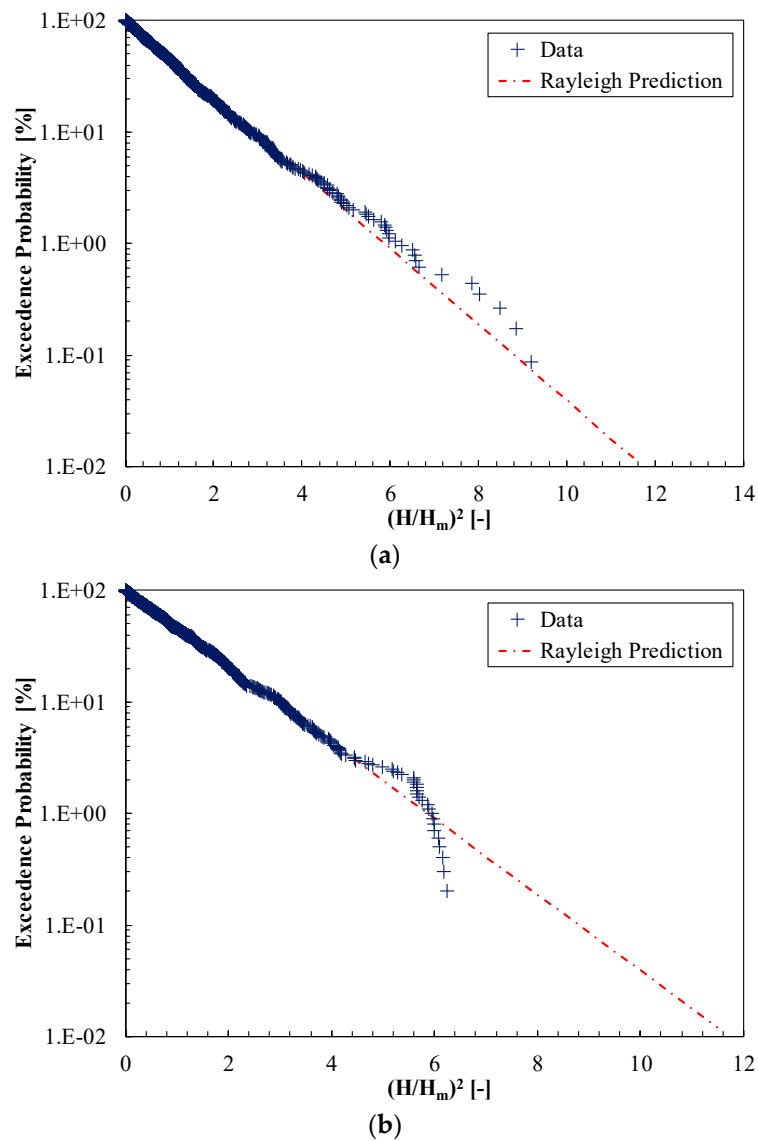 1.E+02
1.E+01
1.E+00
1.E-01
1.E-02
Exceedence Probability [%]
Data
Rayleigh Prediction
0 2 4 6 8 10 12 14
(H/Hm)2 [-]
(a)
1.E+02
1.E+01
1.E+00
1.E-01
1.E-02
Exceedence Probability [%]
Data
Rayleigh Prediction
0 2 4 6 8 10 12
(H/Hm)2 [-]
(b)